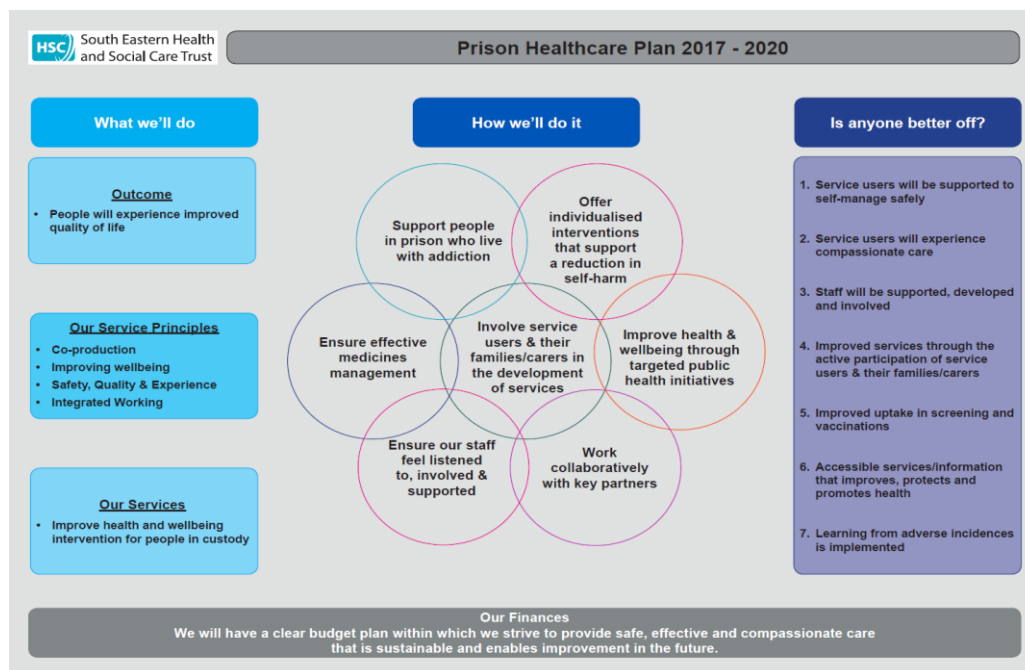 HSC South Eastern Health
and Social Care Trust
Prison Healthcare Plan 2017 - 2020
What we'll do
Outcome
• People will experience improved
quality of life
Our Service Principles
• Co-production
• Improving wellbeing
• Safety, Quality & Experience
• Integrated Working
Our Services
• Improve health and wellbeing
intervention for people in custody
How we'll do it
Support people
in prison who live
with addiction
Offer
individualised
interventions
that support
a reduction in
self-harm
Ensure effective
medicines
management
Involve service
users & their
families/carers in
the development
of services
Improve health &
wellbeing through
targeted public
health initiatives
Ensure our staff
feel listened
to, involved &
supported
Work
collaboratively
with key partners
Is anyone better off?
1. Service users will be supported to
self-manage safely
2. Service users will experience
compassionate care
3. Staff will be supported, developed
and involved
4. Improved services through the
active participation of service
users & their families/carers
5. Improved uptake in screening and
vaccinations
6. Accessible services/information
that improves, protects and
promotes health
7. Learning from adverse incidences
is implemented
Our Finances
We will have a clear budget plan within which we strive to provide safe, effective and compassionate care
that is sustainable and enables improvement in the future.